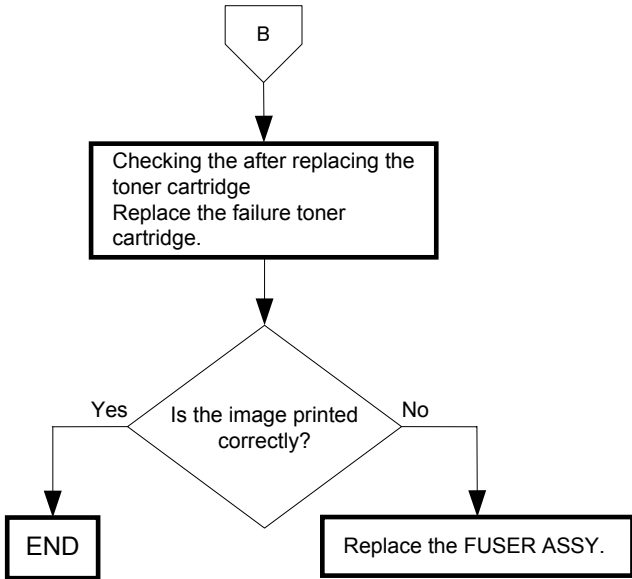 B
Checking the after replacing the
toner cartridge
Replace the failure toner
cartridge.
Is the image printed
correctly?
Yes
No
END
Replace the FUSER ASSY.